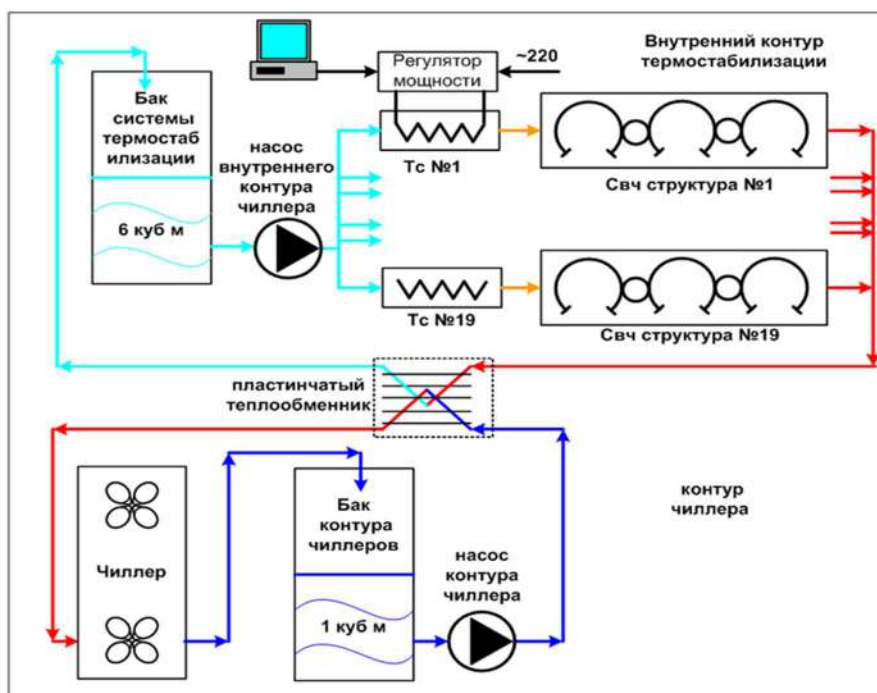 Регулятор
мощности
~220
Внутренний контур
термостабилизации
Бак
системы
термостаб
илизации
насос
внутреннего
контура
чиллера
Тс №1
Свч структура №1
6 куб м
Тс №19
Свч структура №19
пластинчатый
теплообменник
Чиллер
Бак
контура
чиллеров
1 куб м
насос
контура
чиллера
контур
чиллера